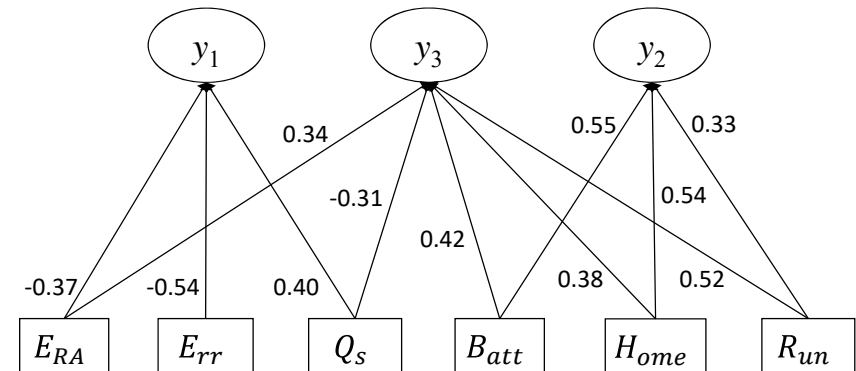 y₁ y₃ y₂
0.34 0.55 0.33
-0.31 0.54
0.42
-0.37 -0.54 0.40 0.38 0.52
E_RA E_rr Q_s B_att H_ome R_un